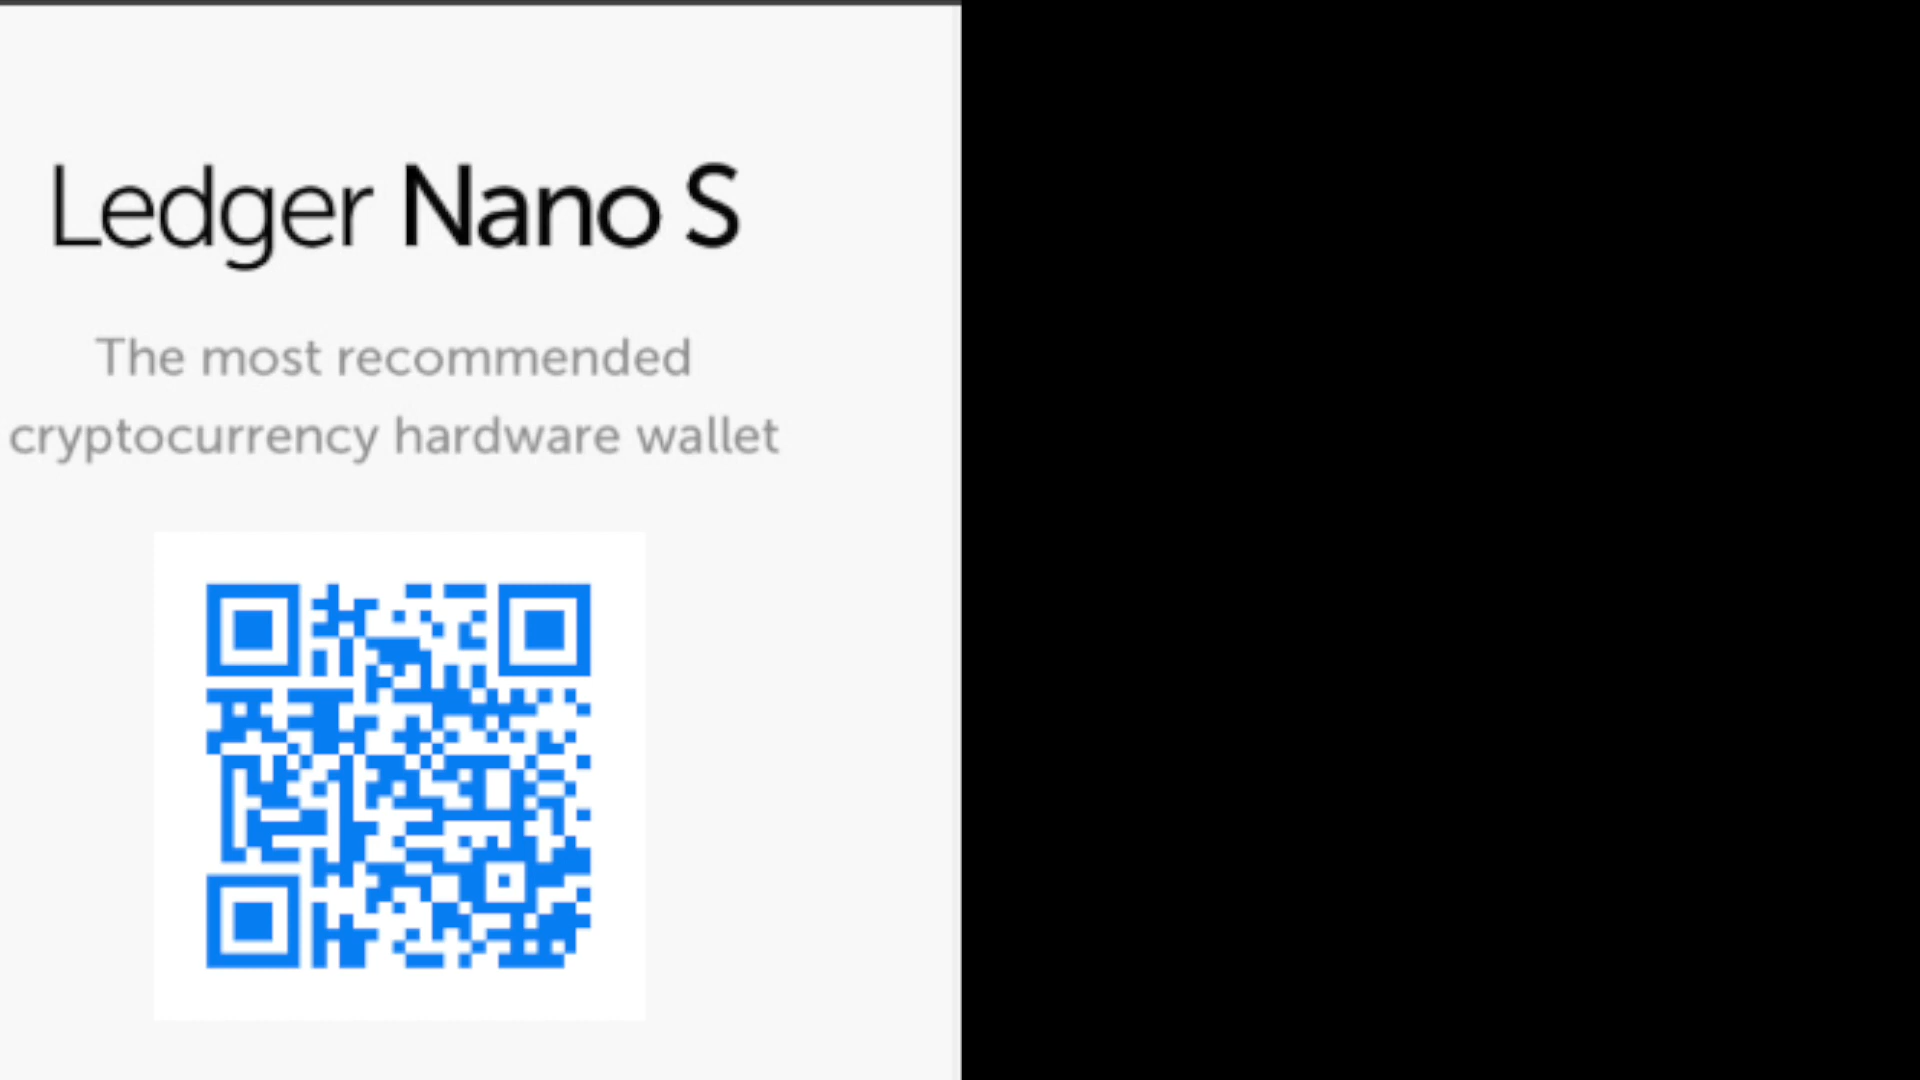 Ledger Nano S
The most recommended
cryptocurrency hardware wallet